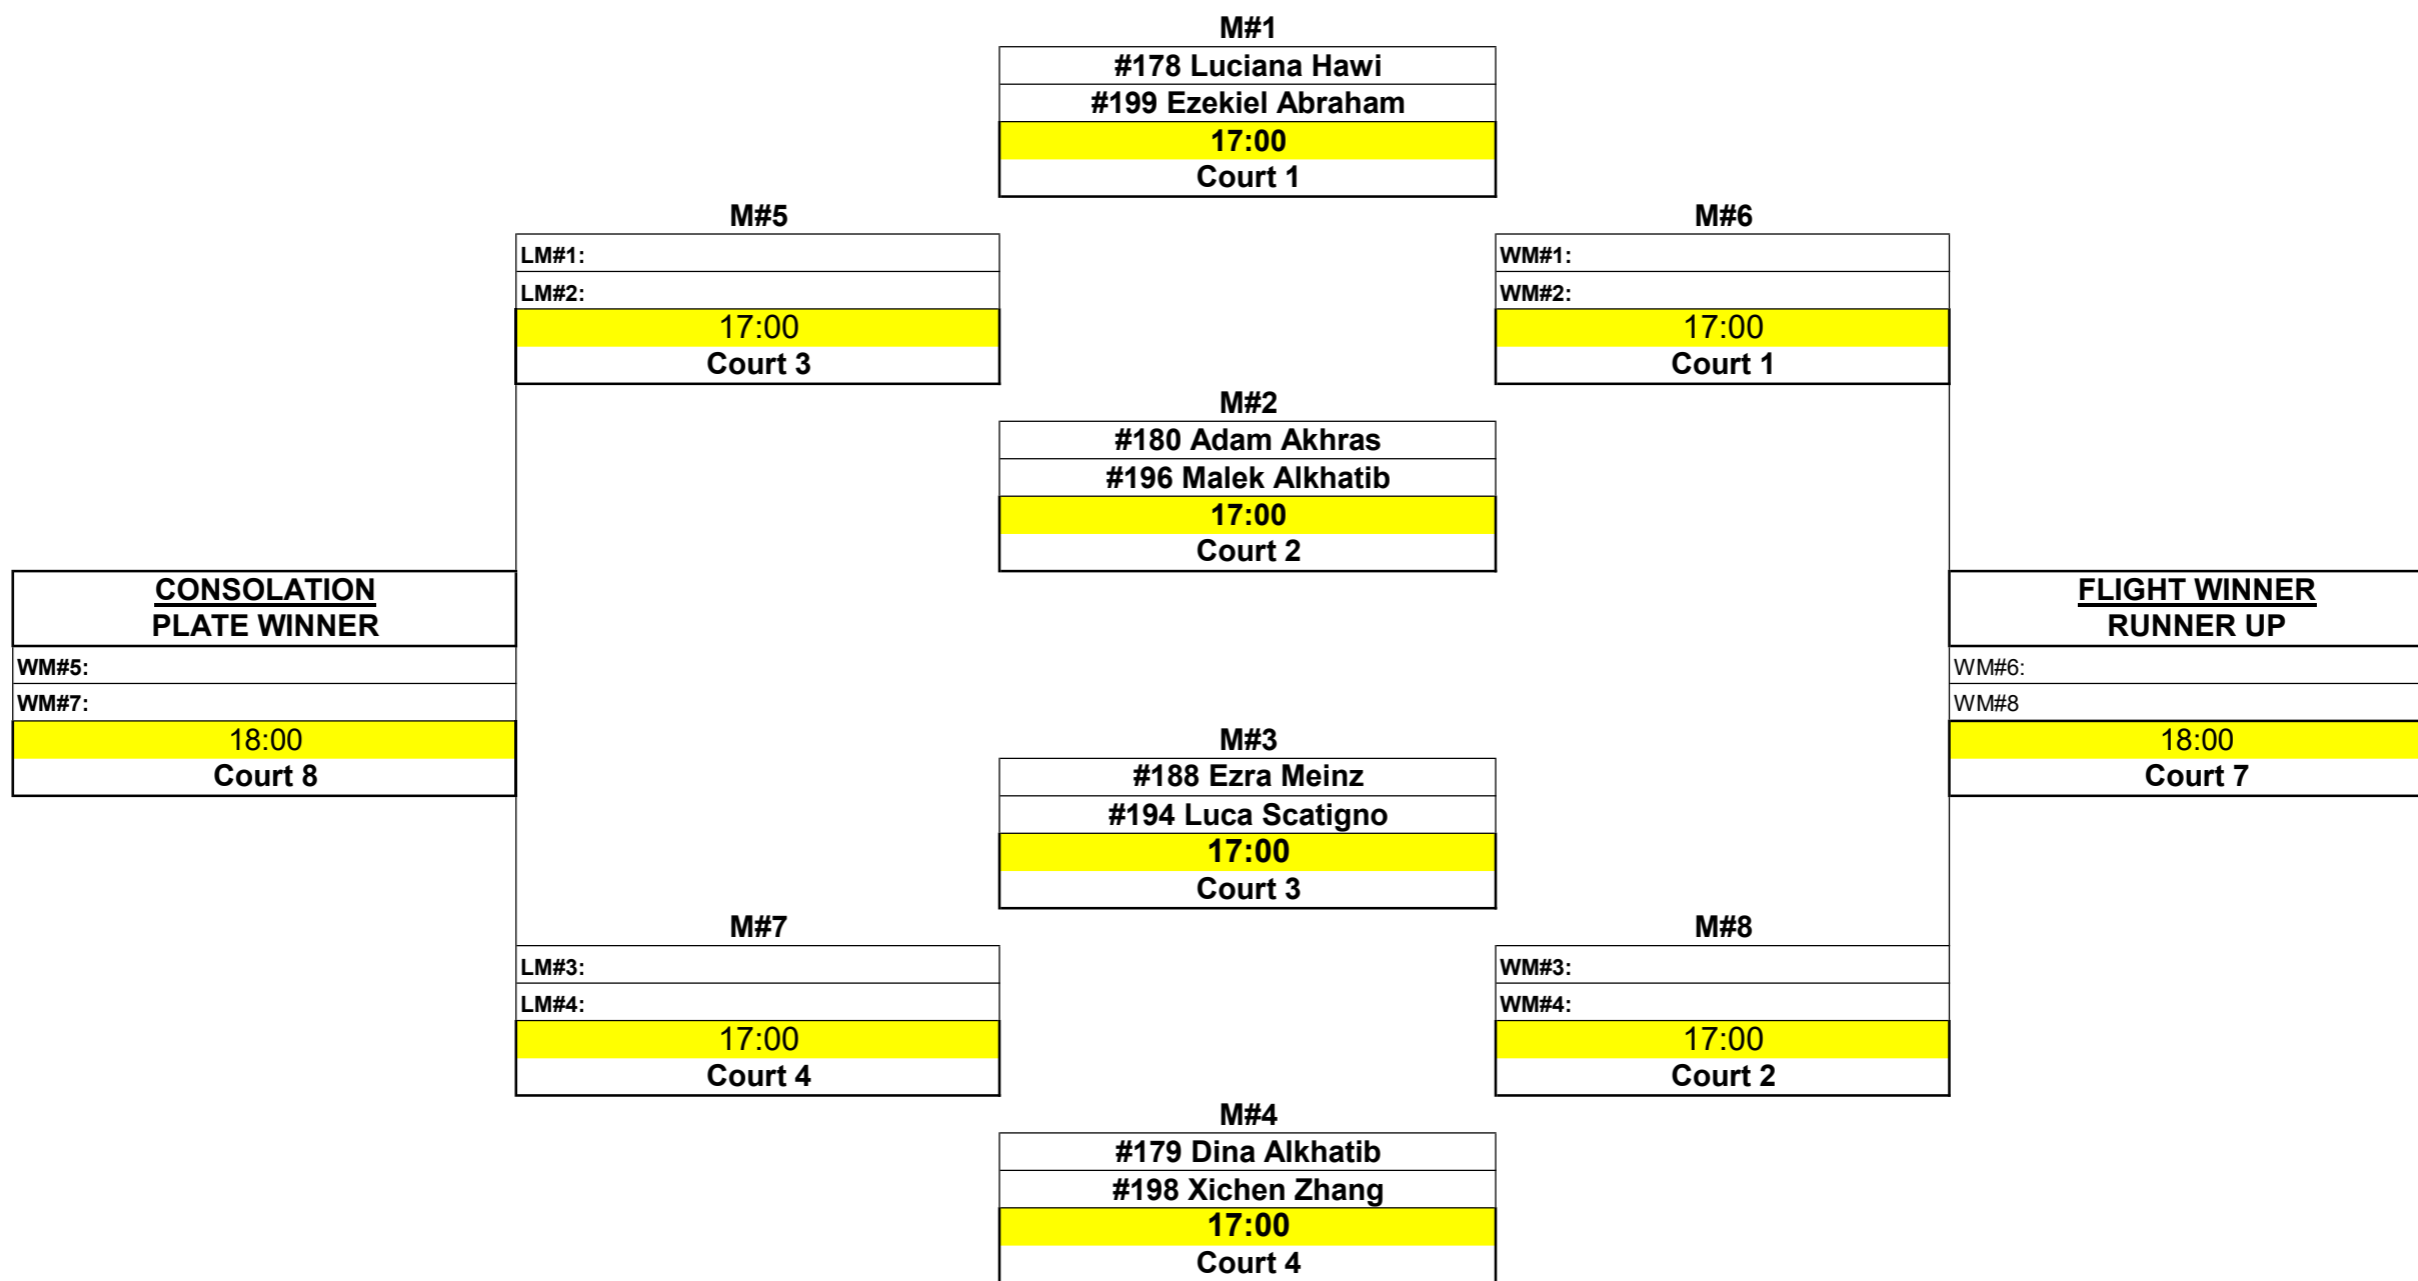 M#1
#178 Luciana Hawi
#199 Ezekiel Abraham
17:00
Court 1
M#5
LM#1:
LM#2:
17:00
Court 3
M#6
WM#1:
WM#2:
17:00
Court 1
M#2
#180 Adam Akhras
#196 Malek Alkhatib
17:00
Court 2
CONSOLATION
PLATE WINNER
WM#5:
WM#7:
18:00
Court 8
FLIGHT WINNER
RUNNER UP
WM#6:
WM#8
18:00
Court 7
M#3
#188 Ezra Meinz
#194 Luca Scatigno
17:00
Court 3
M#7
LM#3:
LM#4:
17:00
Court 4
M#8
WM#3:
WM#4:
17:00
Court 2
M#4
#179 Dina Alkhatib
#198 Xichen Zhang
17:00
Court 4